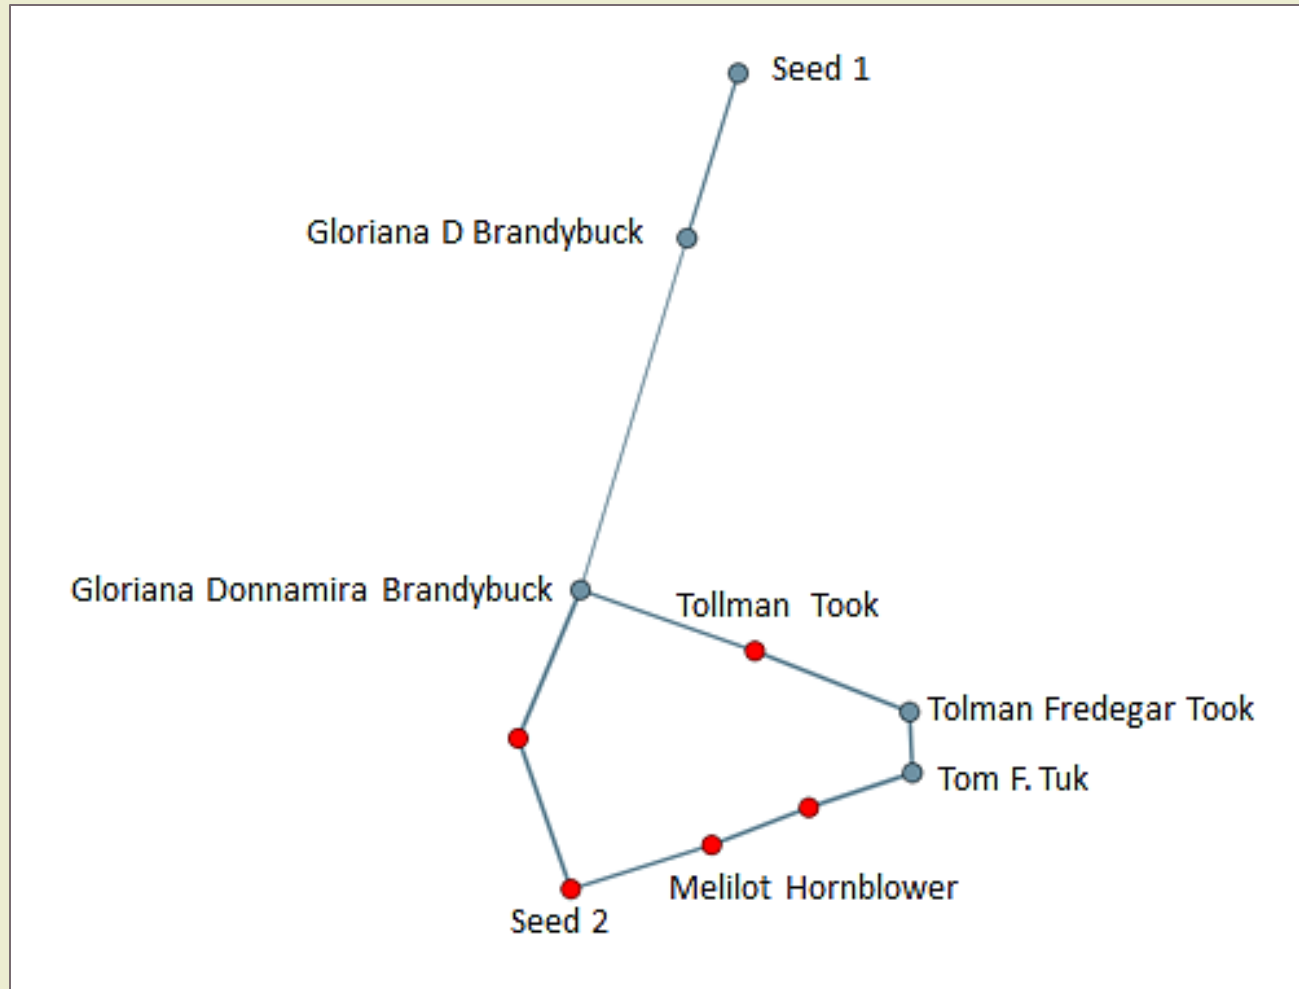 Seed 1
Gloriana D Brandybuck
Gloriana Donnamira Brandybuck
Tollman Took
Tolman Fredegar Took
Tom F. Tuk
Melilot Hornblower
Seed 2